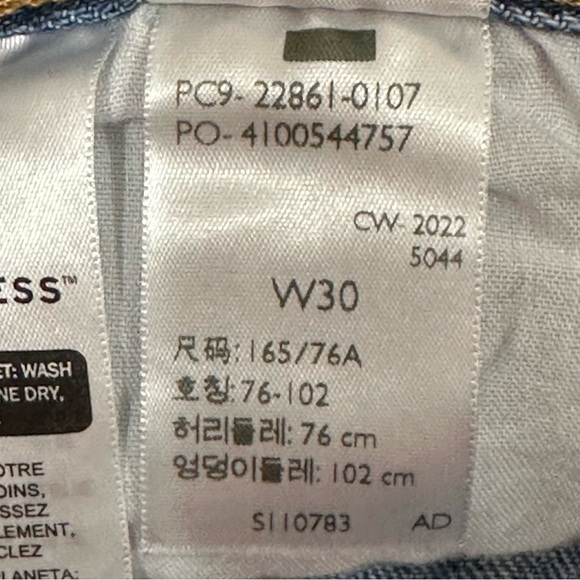 PC9- 22861-0107
PO- 4100544757
CW- 2022
5044
W30
尺码: 165/76A
호칭: 76-102
허리둘레: 76 cm
엉덩이둘레: 102 cm
S110783 AD
ESS™
ET: WASH
NE DRY,
OTRE
OINS,
SSEZ
LEMENT,
CLEZ
PLANETA: